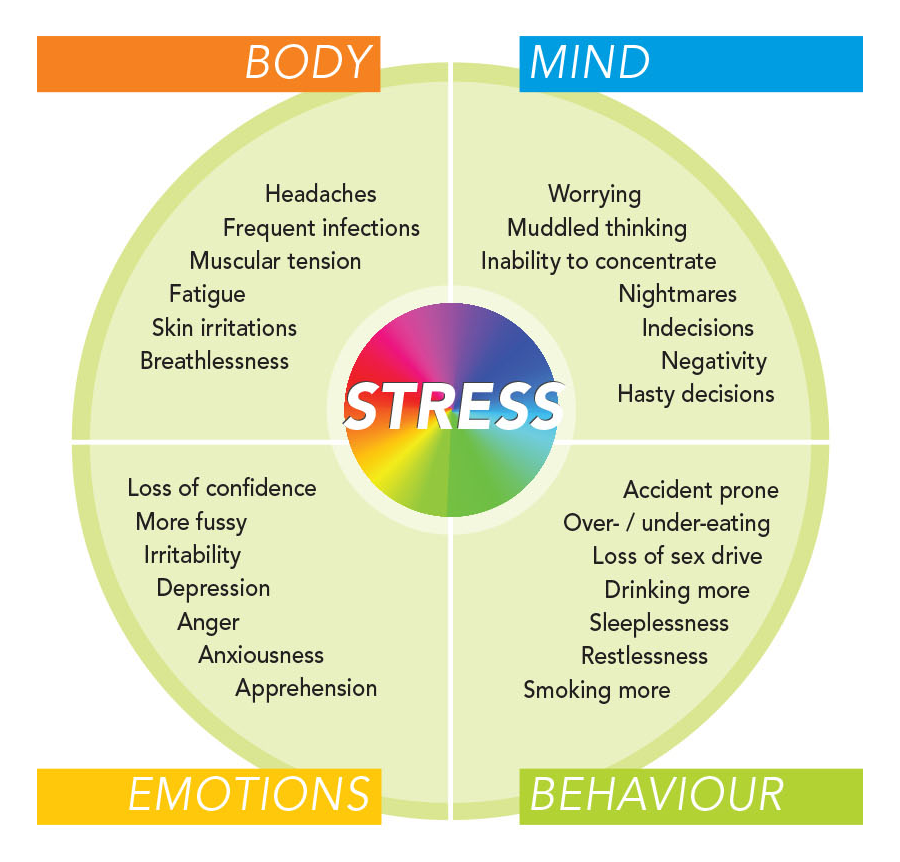 BODY
Headaches
Frequent infections
Muscular tension
Fatigue
Skin irritations
Breathlessness
MIND
Worrying
Muddled thinking
Inability to concentrate
Nightmares
Indecisions
Negativity
Hasty decisions
STRESS
Loss of confidence
More fussy
Irritability
Depression
Anger
Anxiousness
Apprehension
EMOTIONS
Accident prone
Over- / under-eating
Loss of sex drive
Drinking more
Sleeplessness
Restlessness
Smoking more
BEHAVIOUR